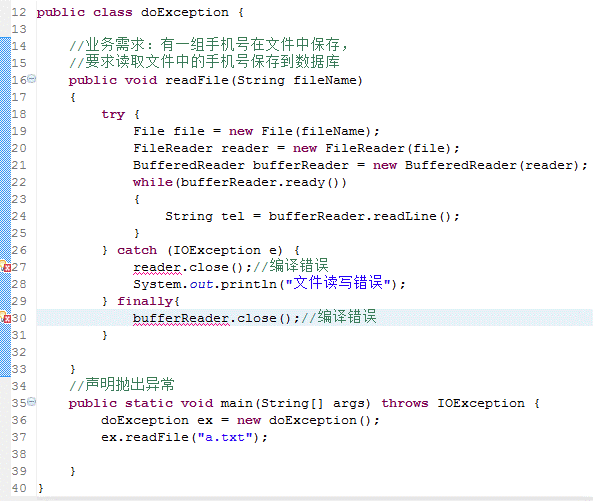 12 public class doException {
13
14     //业务需求：有一组手机号在文件中保存，
15     //要求读取文件中的手机号保存到数据库
16     public void readFile(String fileName)
17     {
18         try {
19             File file = new File(fileName);
20             FileReader reader = new FileReader(file);
21             BufferedReader bufferReader = new BufferedReader(reader);
22             while(bufferReader.ready())
23             {
24                 String tel = bufferReader.readLine();
25             }
26         } catch (IOException e) {
27             reader.close();//编译错误
28             System.out.println("文件读写错误");
29         } finally{
30             bufferReader.close();//编译错误
31         }
32
33     }
34     //声明抛出异常
35     public static void main(String[] args) throws IOException {
36         doException ex = new doException();
37         ex.readFile("a.txt");
38
39     }
40 }